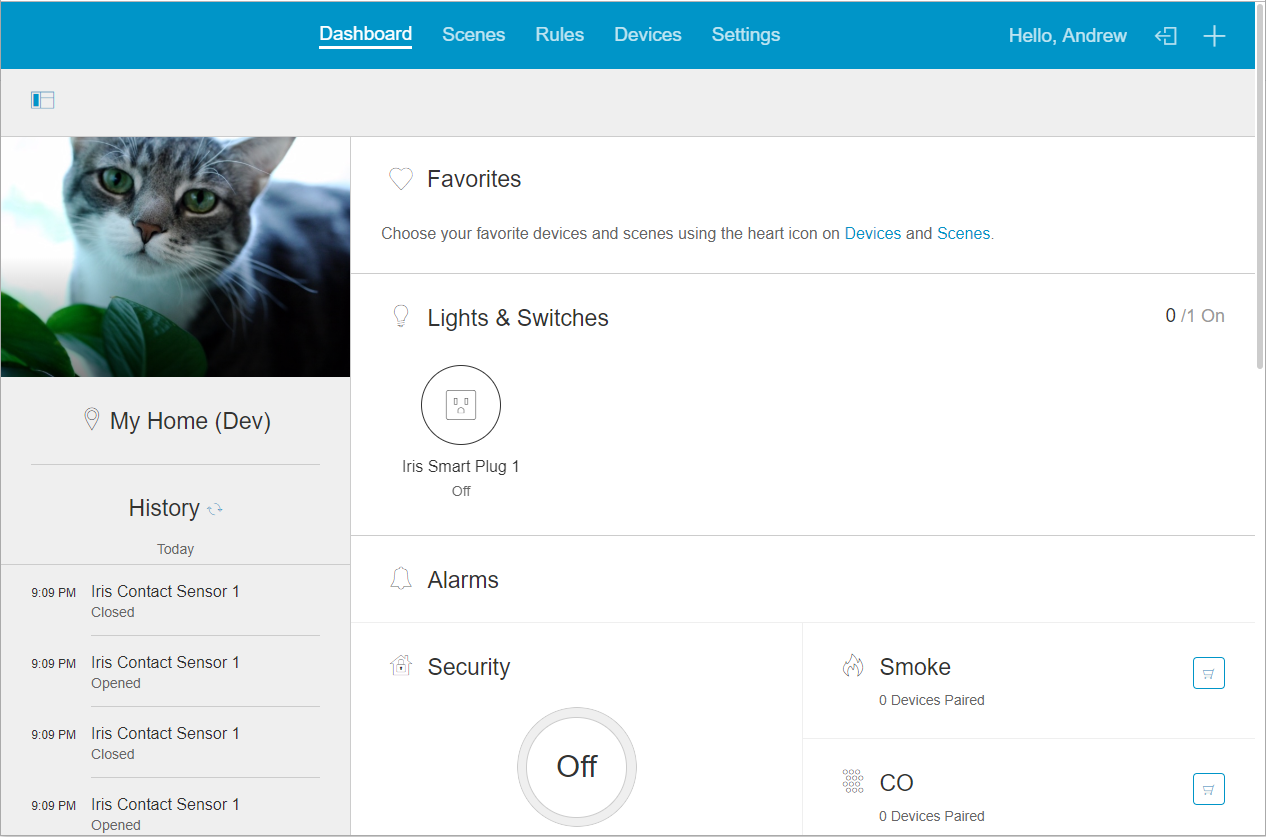 Dashboard Scenes Rules Devices Settings Hello, Andrew
Favorites
Choose your favorite devices and scenes using the heart icon on Devices and Scenes.
Lights & Switches
0 /1 On
Iris Smart Plug 1
Off
My Home (Dev)
History
Today
9:09 PM Iris Contact Sensor 1
Closed
9:09 PM Iris Contact Sensor 1
Opened
9:09 PM Iris Contact Sensor 1
Closed
9:09 PM Iris Contact Sensor 1
Opened
Alarms
Security
Off
Smoke
0 Devices Paired
CO
0 Devices Paired